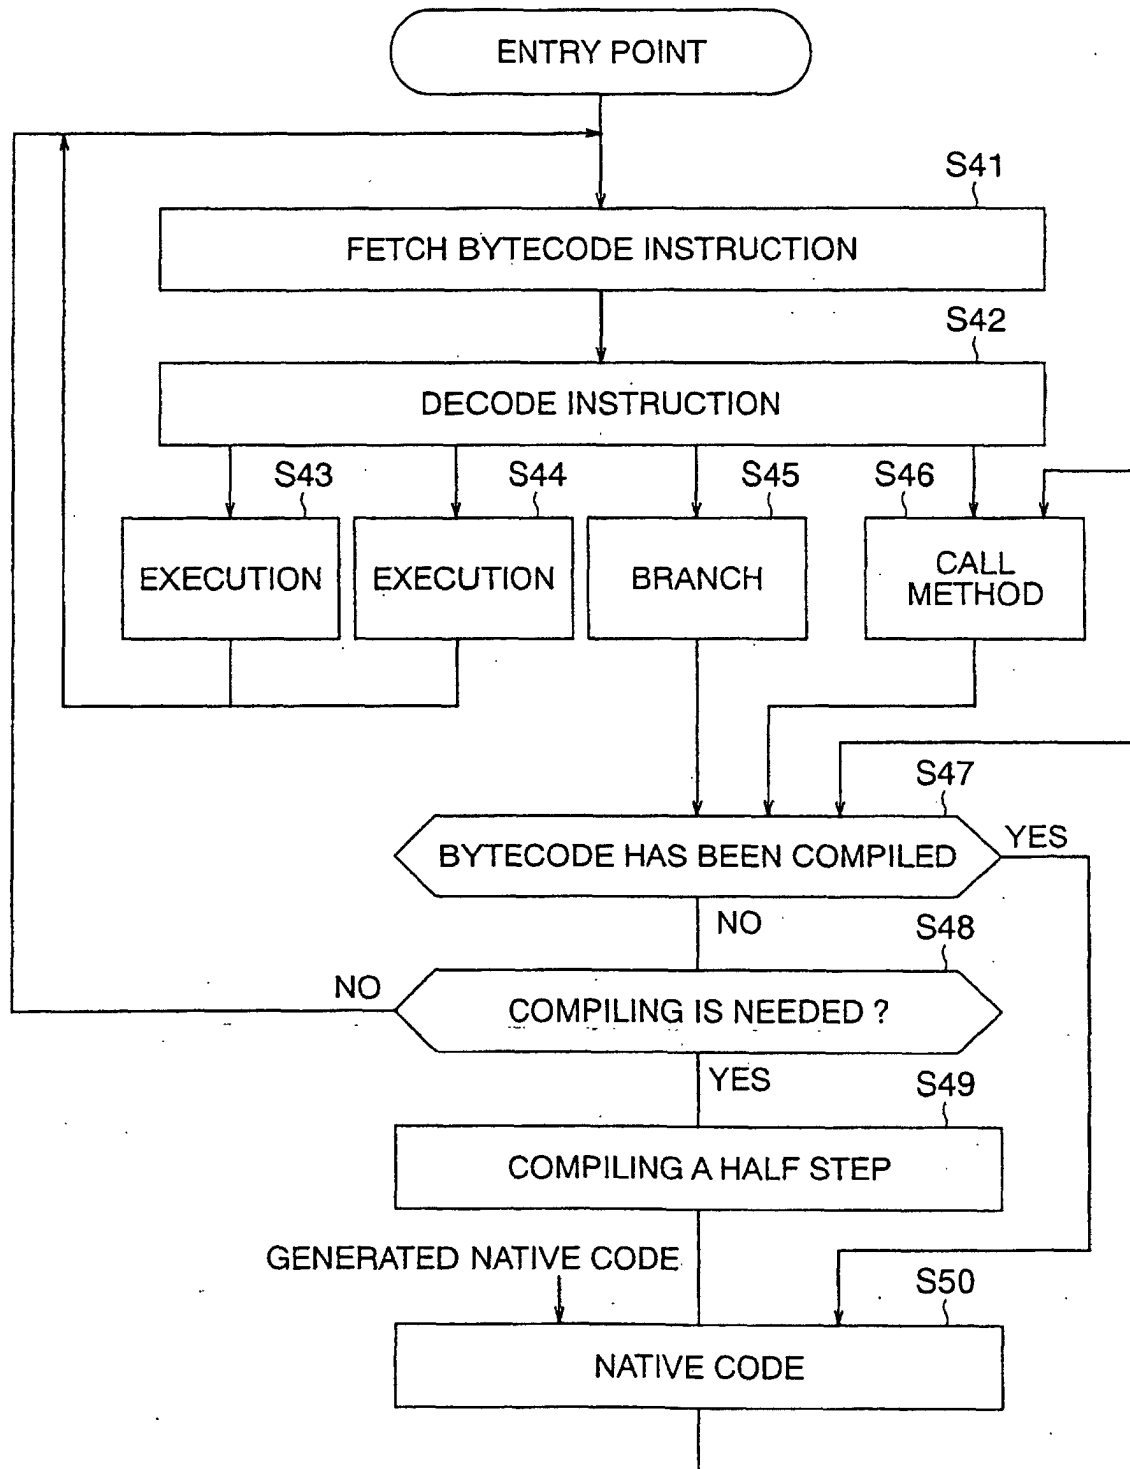 ENTRY POINT
S41
FETCH BYTECODE INSTRUCTION
S42
DECODE INSTRUCTION
S43
S44
S45
S46
EXECUTION
EXECUTION
BRANCH
CALL
METHOD
S47
BYTECODE HAS BEEN COMPILED
YES
NO
S48
NO
COMPILING IS NEEDED ?
YES
S49
COMPILING A HALF STEP
GENERATED NATIVE CODE
S50
NATIVE CODE